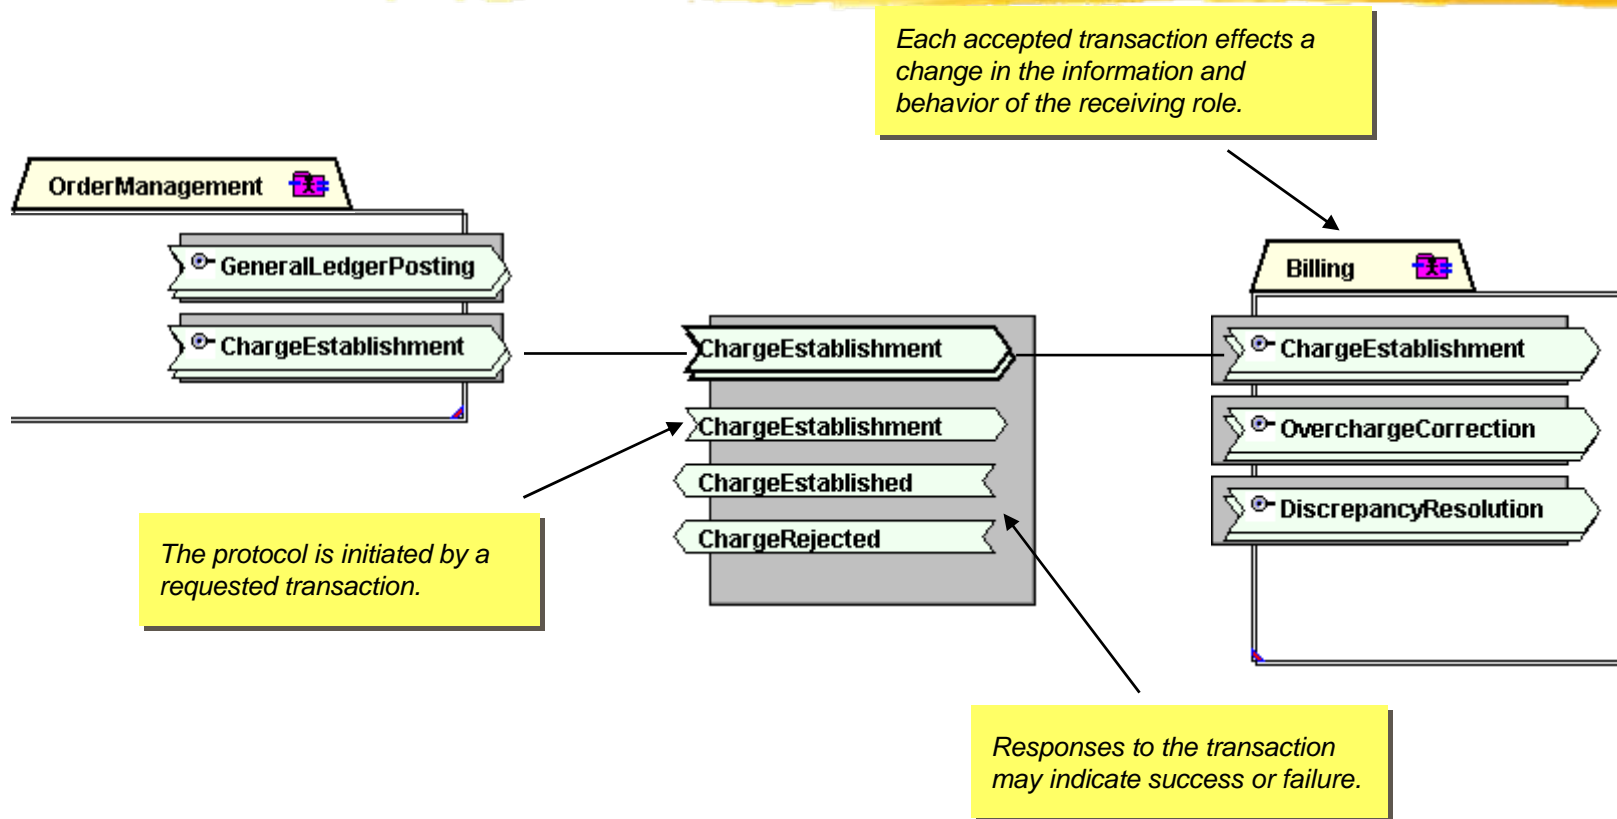 Each accepted transaction effects a
change in the information and
behavior of the receiving role.
OrderManagement
GeneralLedgerPosting
ChargeEstablishment
ChargeEstablishment
ChargeEstablishment
ChargeEstablished
ChargeRejected
Billing
ChargeEstablishment
OverchargeCorrection
DiscrepancyResolution
The protocol is initiated by a
requested transaction.
Responses to the transaction
may indicate success or failure.